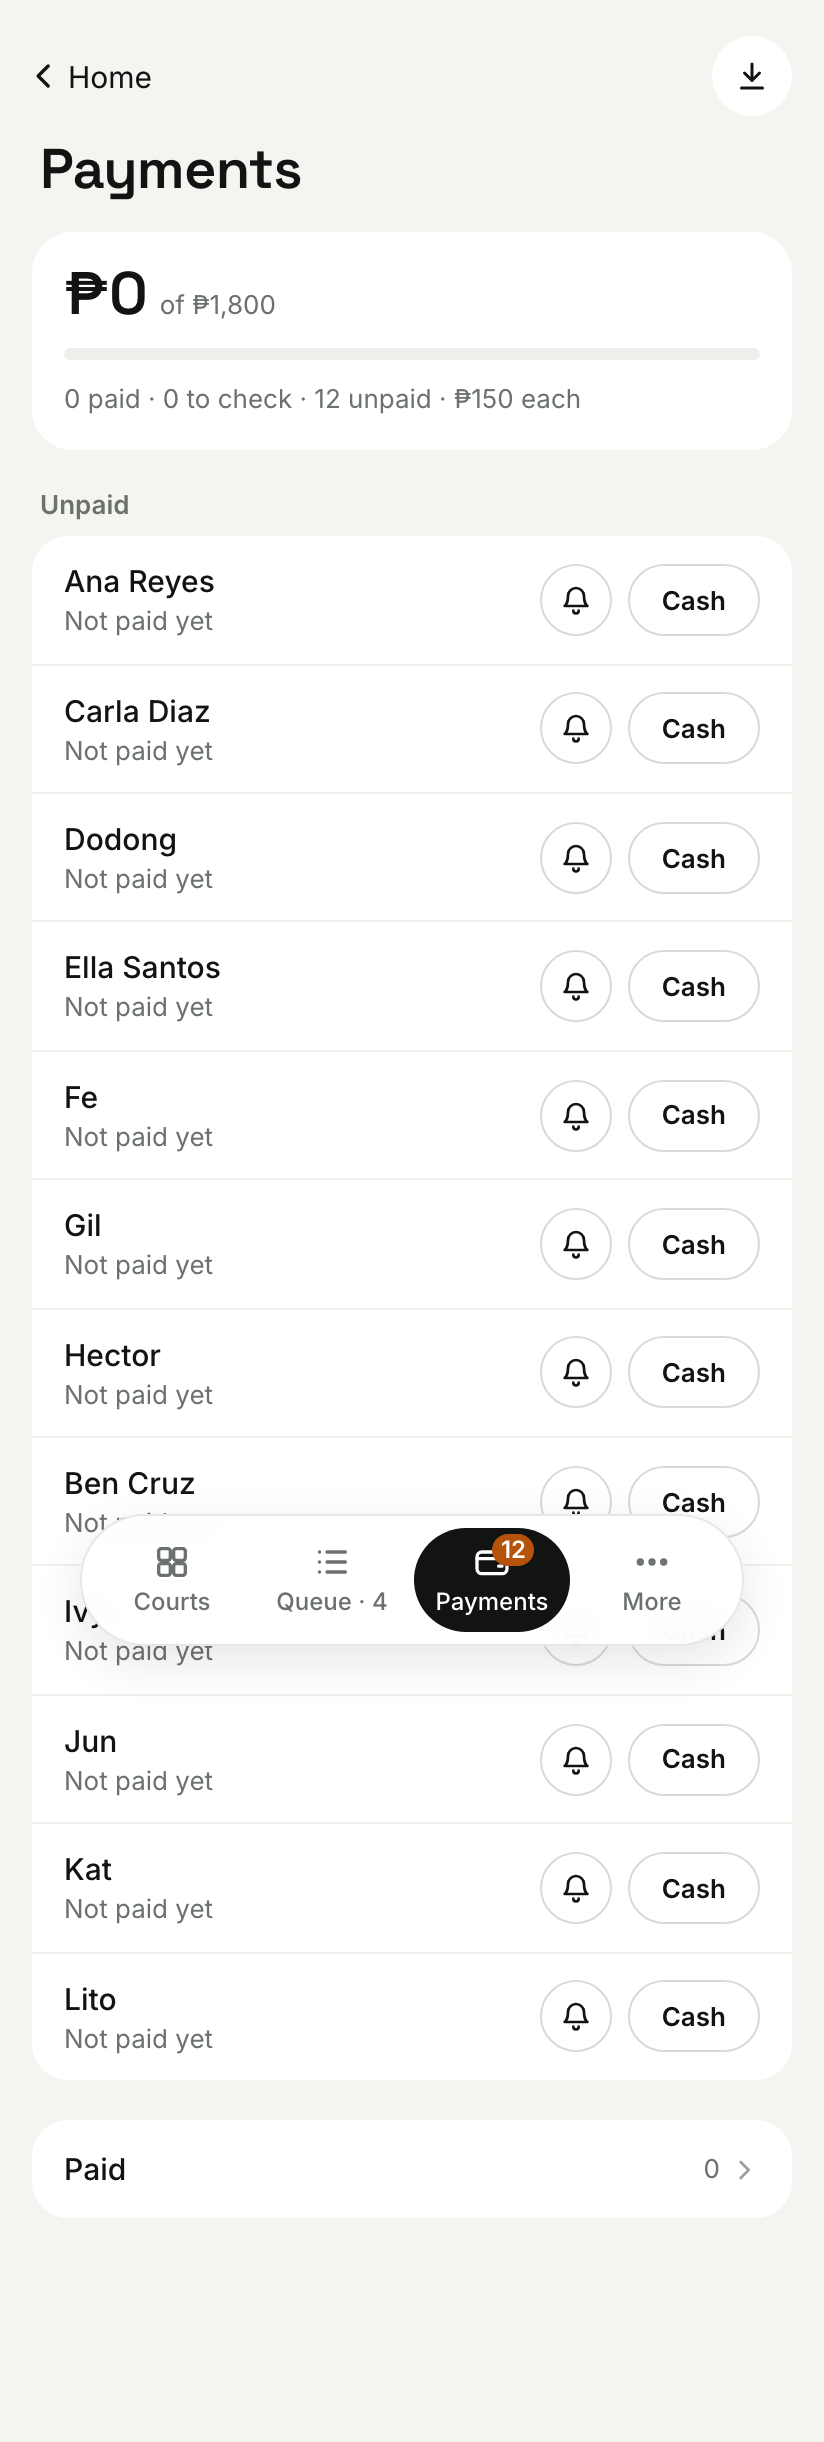 Home
Payments
₱0 of ₱1,800
0 paid · 0 to check · 12 unpaid · ₱150 each
Unpaid
Ana Reyes
Not paid yet
Cash
Carla Diaz
Not paid yet
Cash
Dodong
Not paid yet
Cash
Ella Santos
Not paid yet
Cash
Fe
Not paid yet
Cash
Gil
Not paid yet
Cash
Hector
Not paid yet
Cash
Ben Cruz
Not
Cash
12
Courts
Queue · 4
Payments
More
Not paid yet
Jun
Not paid yet
Cash
Kat
Not paid yet
Cash
Lito
Not paid yet
Cash
Paid
0